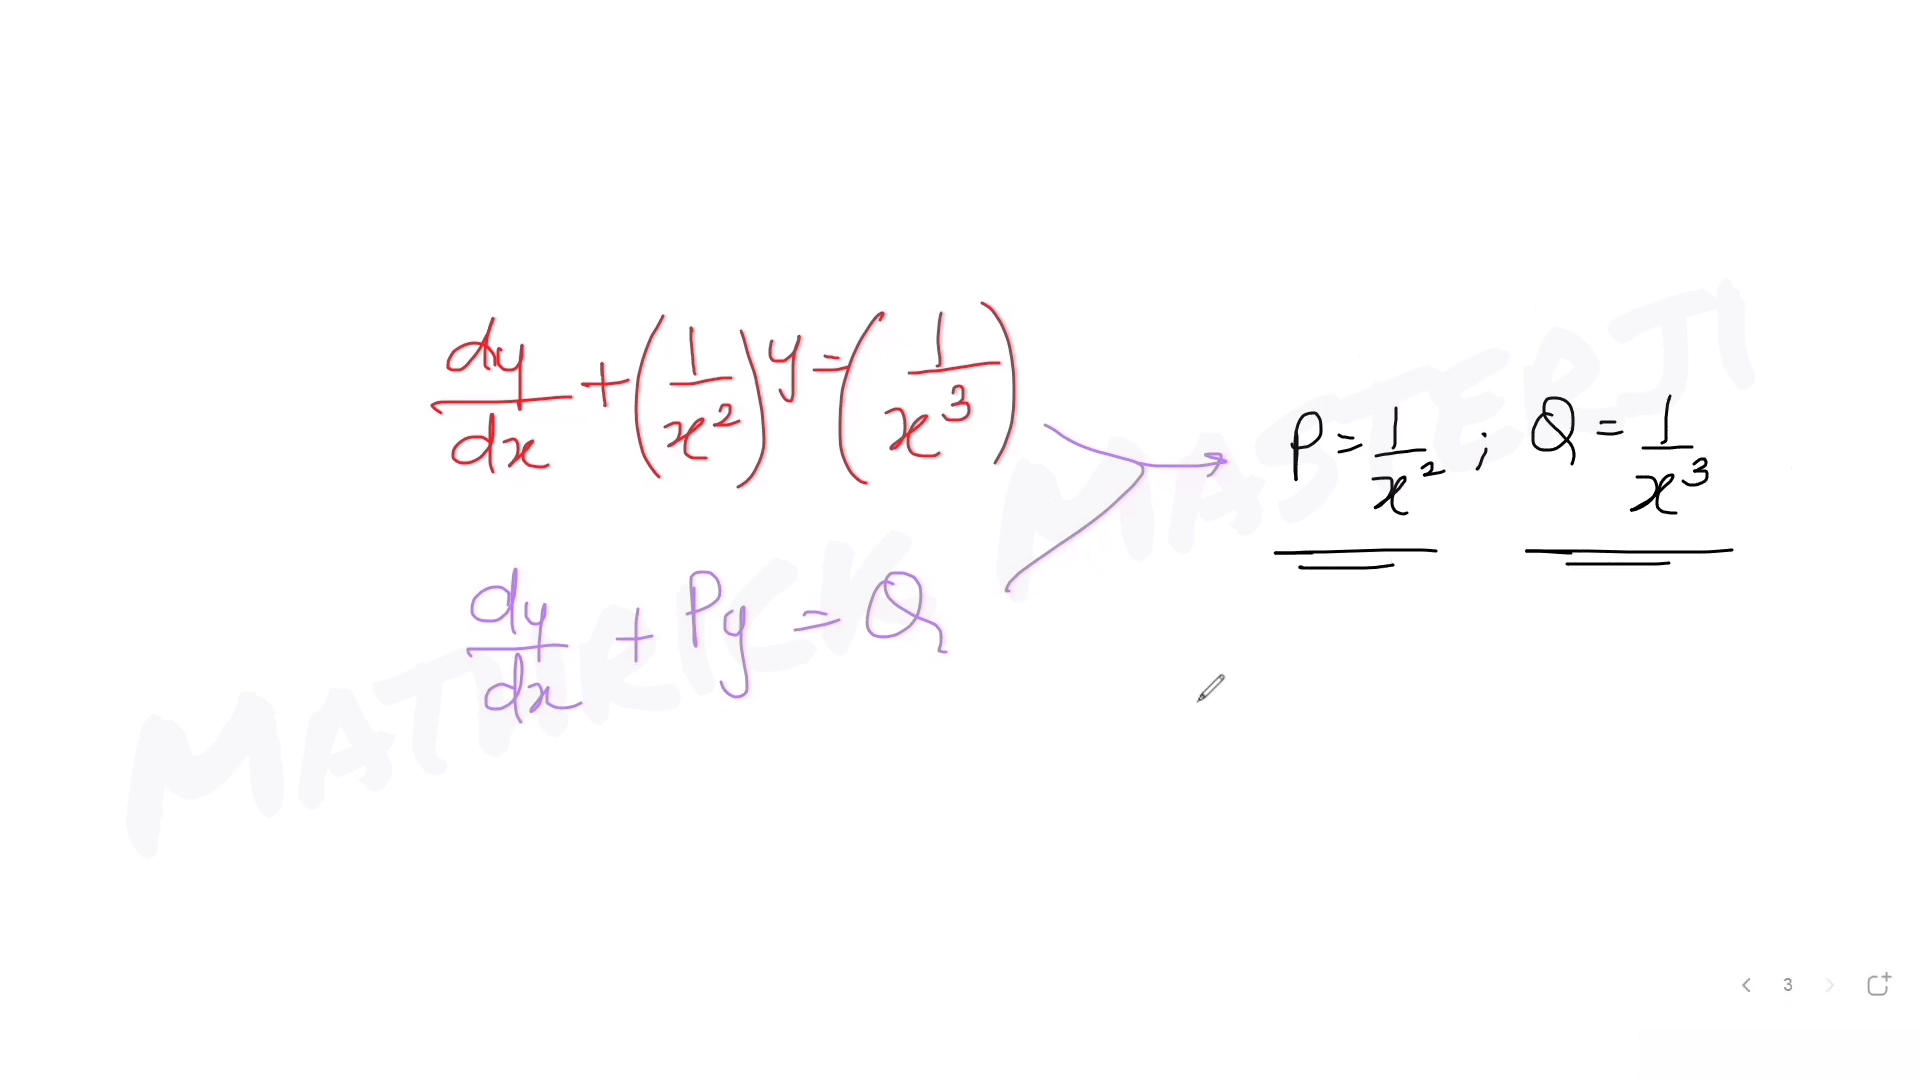 dy/dx + (1/x²) y = (1/x³)
P = 1/x² ; Q = 1/x³
dy/dx + Py = Q
MATHRICK MASTERJI
3